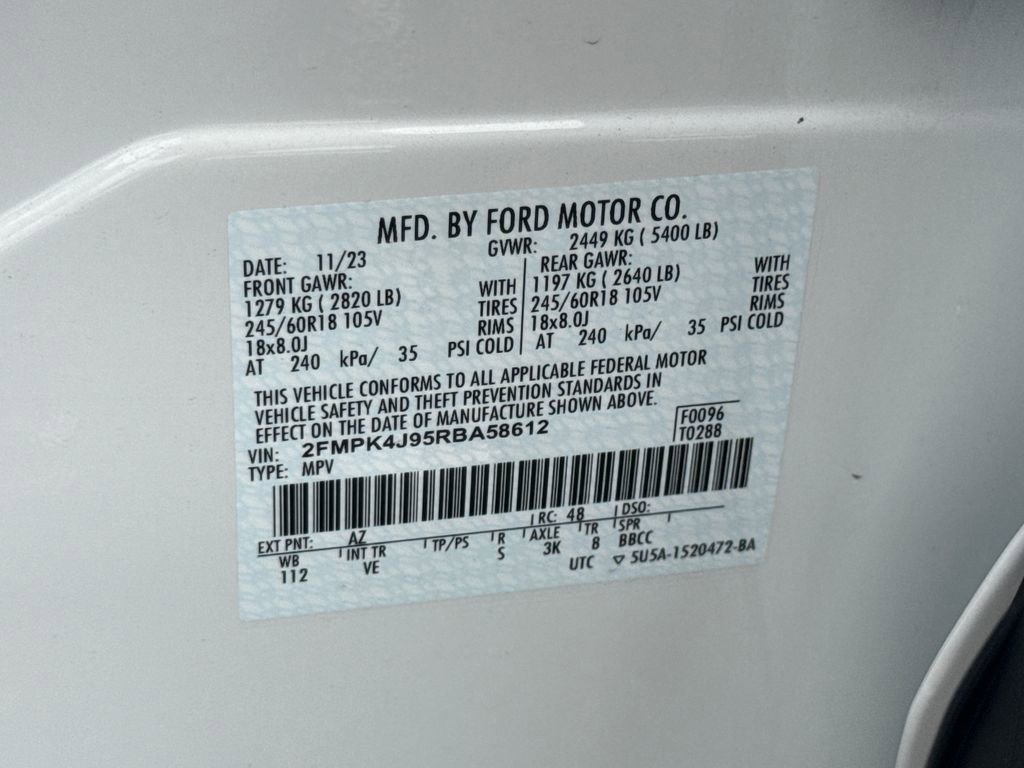 MFD. BY FORD MOTOR CO.
DATE: 11/23 GVWR: 2449 KG ( 5400 LB)
FRONT GAWR: REAR GAWR:
1279 KG ( 2820 LB) WITH 1197 KG ( 2640 LB) WITH
245/60R18 105V TIRES 245/60R18 105V TIRES
18x8.0J RIMS 18x8.0J RIMS
AT 240 kPa/ 35 PSI COLD AT 240 kPa/ 35 PSI COLD
THIS VEHICLE CONFORMS TO ALL APPLICABLE FEDERAL MOTOR
VEHICLE SAFETY AND THEFT PREVENTION STANDARDS IN
EFFECT ON THE DATE OF MANUFACTURE SHOWN ABOVE.
VIN: 2FMPK4J95RBA58612 F0096
TYPE: MPV T0288
EXT PNT: AZ RC: 48 DSO:
WB INT TR TP/PS R AXLE TR SPR
112 VE S 3K 8 BBCC
UTC ▽ 5U5A-1520472-BA